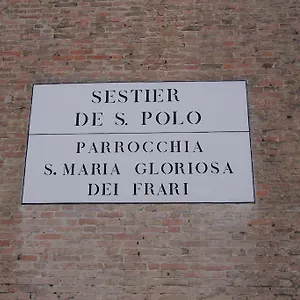 SESTIER
DE S. POLO
PARROCCHIA
S. MARIA GLORIOSA
DEI FRARI